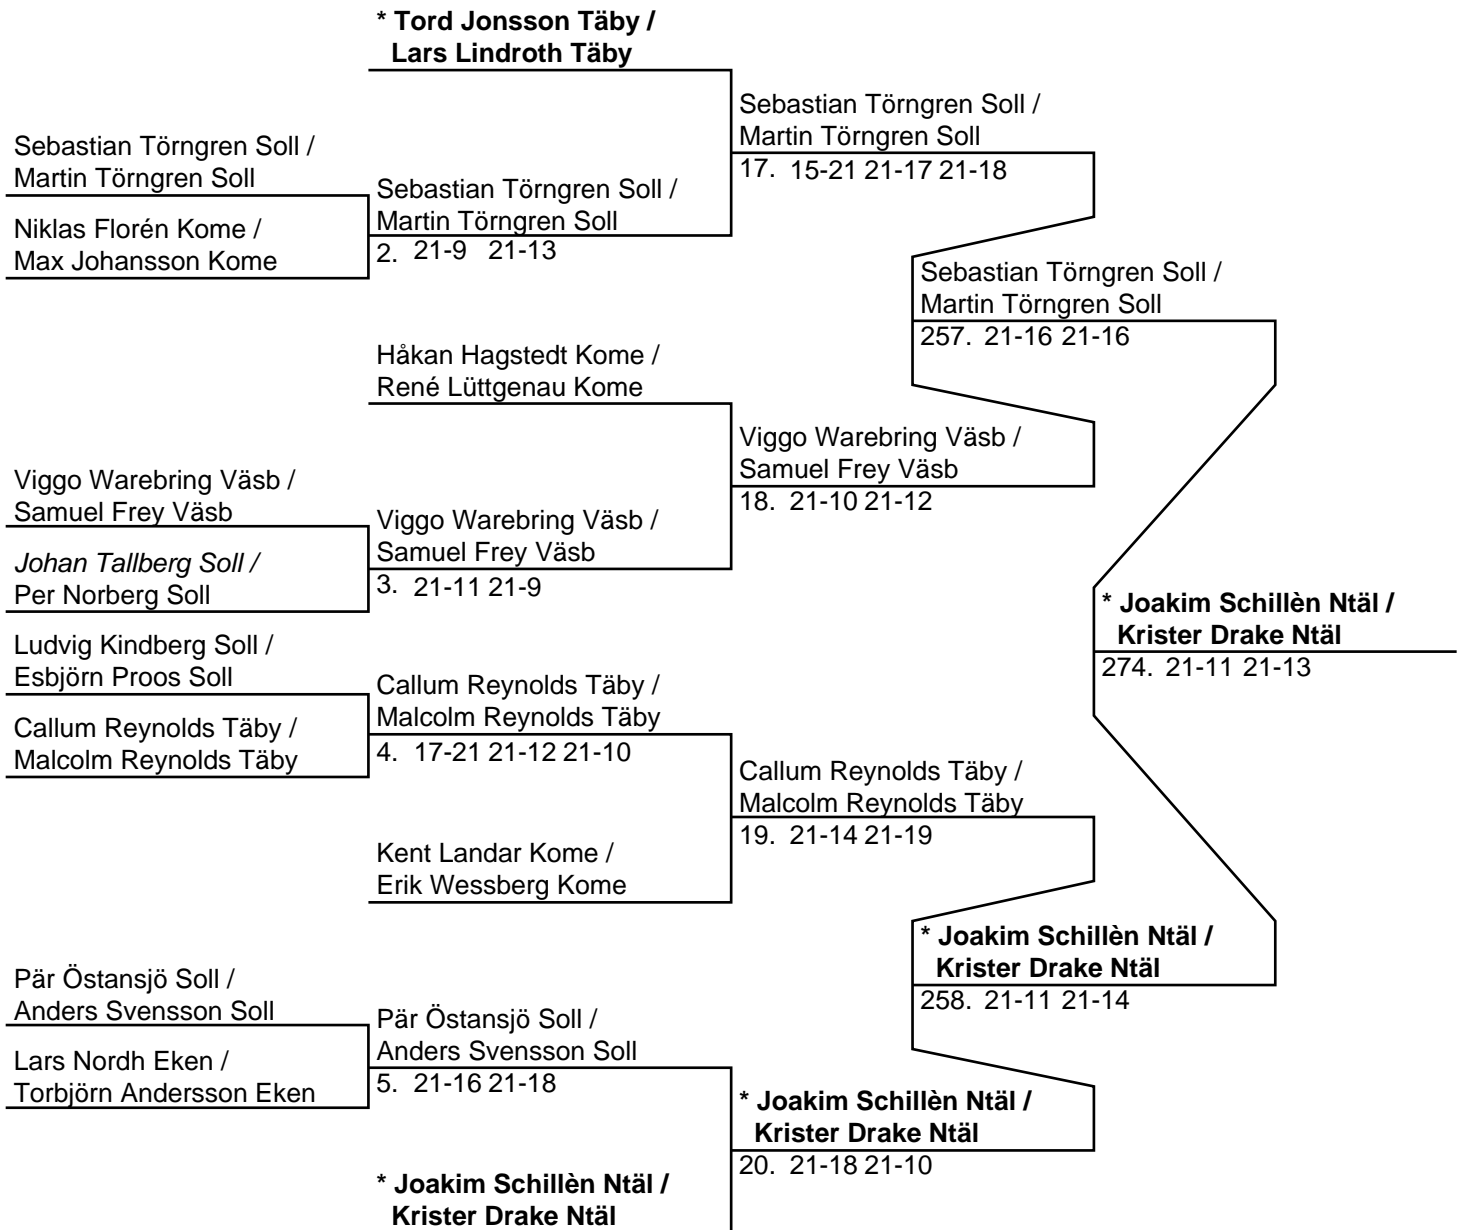 * Tord Jonsson Täby /
Lars Lindroth Täby
Sebastian Törngren Soll /
Martin Törngren Soll
17. 15-21 21-17 21-18
Sebastian Törngren Soll /
Martin Törngren Soll
Sebastian Törngren Soll /
Martin Törngren Soll
2. 21-9 21-13
Niklas Florén Kome /
Max Johansson Kome
Sebastian Törngren Soll /
Martin Törngren Soll
257. 21-16 21-16
Håkan Hagstedt Kome /
René Lüttgenau Kome
Viggo Warebring Väsb /
Samuel Frey Väsb
18. 21-10 21-12
Viggo Warebring Väsb /
Samuel Frey Väsb
Viggo Warebring Väsb /
Samuel Frey Väsb
3. 21-11 21-9
Johan Tallberg Soll /
Per Norberg Soll
* Joakim Schillèn Ntäl /
Krister Drake Ntäl
274. 21-11 21-13
Ludvig Kindberg Soll /
Esbjörn Proos Soll
Callum Reynolds Täby /
Malcolm Reynolds Täby
4. 17-21 21-12 21-10
Callum Reynolds Täby /
Malcolm Reynolds Täby
Callum Reynolds Täby /
Malcolm Reynolds Täby
19. 21-14 21-19
Kent Landar Kome /
Erik Wessberg Kome
* Joakim Schillèn Ntäl /
Krister Drake Ntäl
258. 21-11 21-14
Pär Östansjö Soll /
Anders Svensson Soll
Pär Östansjö Soll /
Anders Svensson Soll
5. 21-16 21-18
Lars Nordh Eken /
Torbjörn Andersson Eken
* Joakim Schillèn Ntäl /
Krister Drake Ntäl
20. 21-18 21-10
* Joakim Schillèn Ntäl /
Krister Drake Ntäl